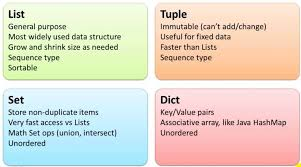 List
General purpose
Most widely used data structure
Grow and shrink size as needed
Sequence type
Sortable
Tuple
Immutable (can't add/change)
Useful for fixed data
Faster than Lists
Sequence type
Set
Store non-duplicate items
Very fast access vs Lists
Math Set ops (union, intersect)
Unordered
Dict
Key/Value pairs
Associative array, like Java HashMap
Unordered